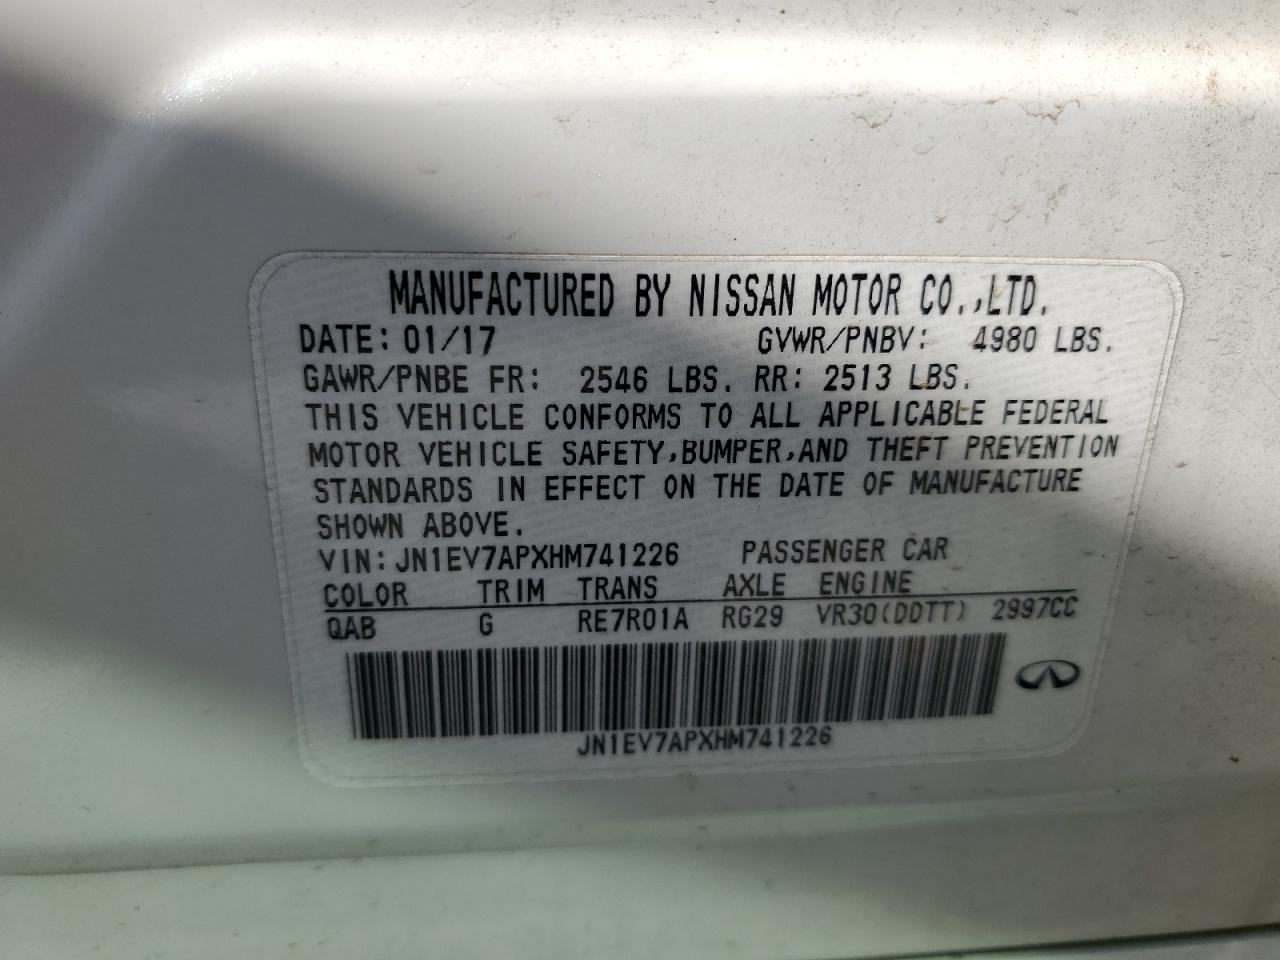 MANUFACTURED BY NISSAN MOTOR CO.,LTD.
DATE: 01/17 GVWR/PNBV: 4980 LBS.
GAWR/PNBE FR: 2546 LBS. RR: 2513 LBS.
THIS VEHICLE CONFORMS TO ALL APPLICABLE FEDERAL
MOTOR VEHICLE SAFETY,BUMPER,AND THEFT PREVENTION
STANDARDS IN EFFECT ON THE DATE OF MANUFACTURE
SHOWN ABOVE.
VIN: JN1EV7APXHM741226 PASSENGER CAR
COLOR TRIM TRANS AXLE ENGINE
QAB G RE7R01A RG29 VR30(DDTT) 2997CC
JN1EV7APXHM741226